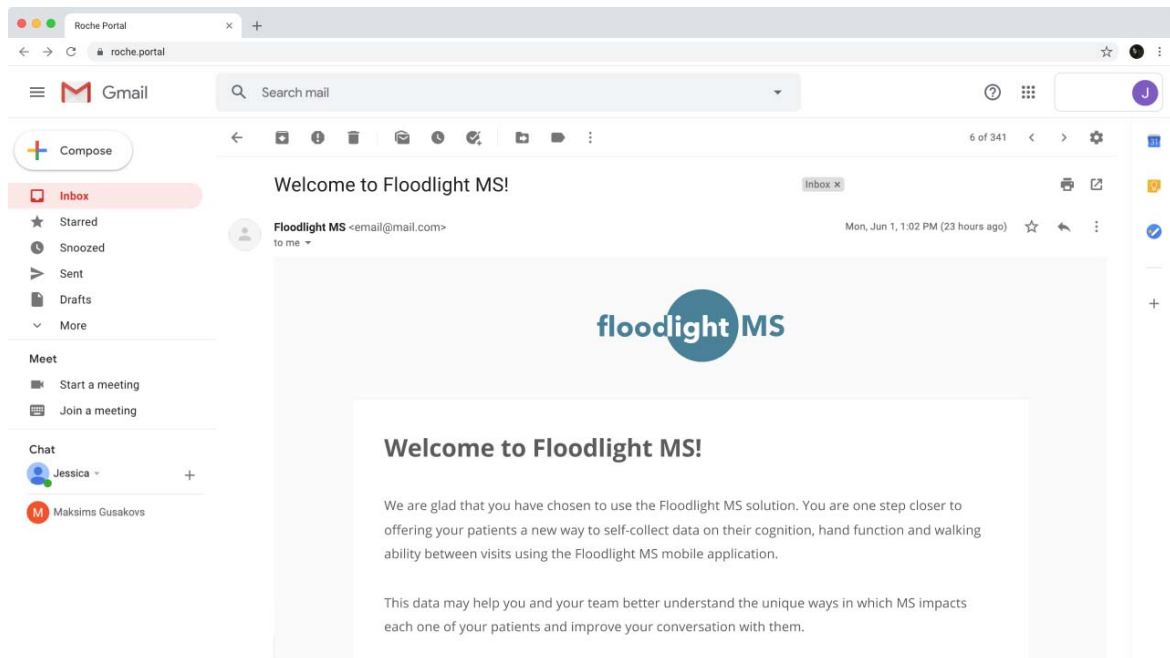 Roche Portal
roche.portal
Gmail
Search mail
J
Compose
6 of 341
31
Inbox
Starred
Snoozed
Sent
Drafts
More
Meet
Start a meeting
Join a meeting
Chat
Jessica
M Maksims Gusakovs
Welcome to Floodlight MS!
Inbox x
Floodlight MS <email@mail.com>
Mon, Jun 1, 1:02 PM (23 hours ago)
to me
floodlight MS
Welcome to Floodlight MS!
We are glad that you have chosen to use the Floodlight MS solution. You are one step closer to
offering your patients a new way to self-collect data on their cognition, hand function and walking
ability between visits using the Floodlight MS mobile application.
This data may help you and your team better understand the unique ways in which MS impacts
each one of your patients and improve your conversation with them.